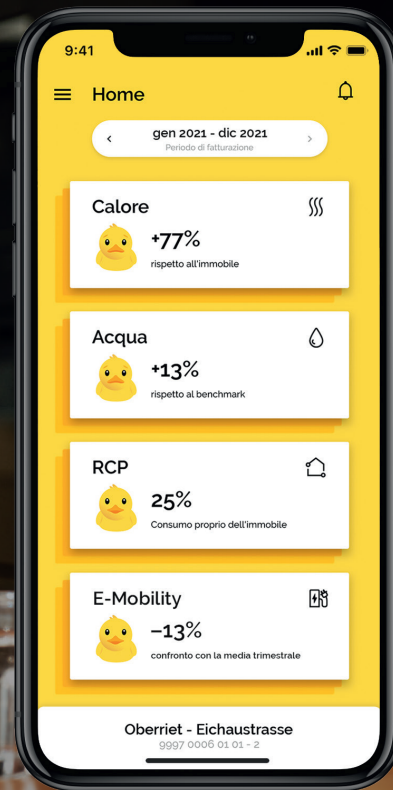 9:41
Home
gen 2021 - dic 2021
Periodo di fatturazione
Calore
+77%
rispetto all'immobile
Acqua
+13%
rispetto al benchmark
RCP
25%
Consumo proprio dell'immobile
E-Mobility
−13%
confronto con la media trimestrale
Oberriet - Eichaustrasse
9997 0006 01 01 - 2